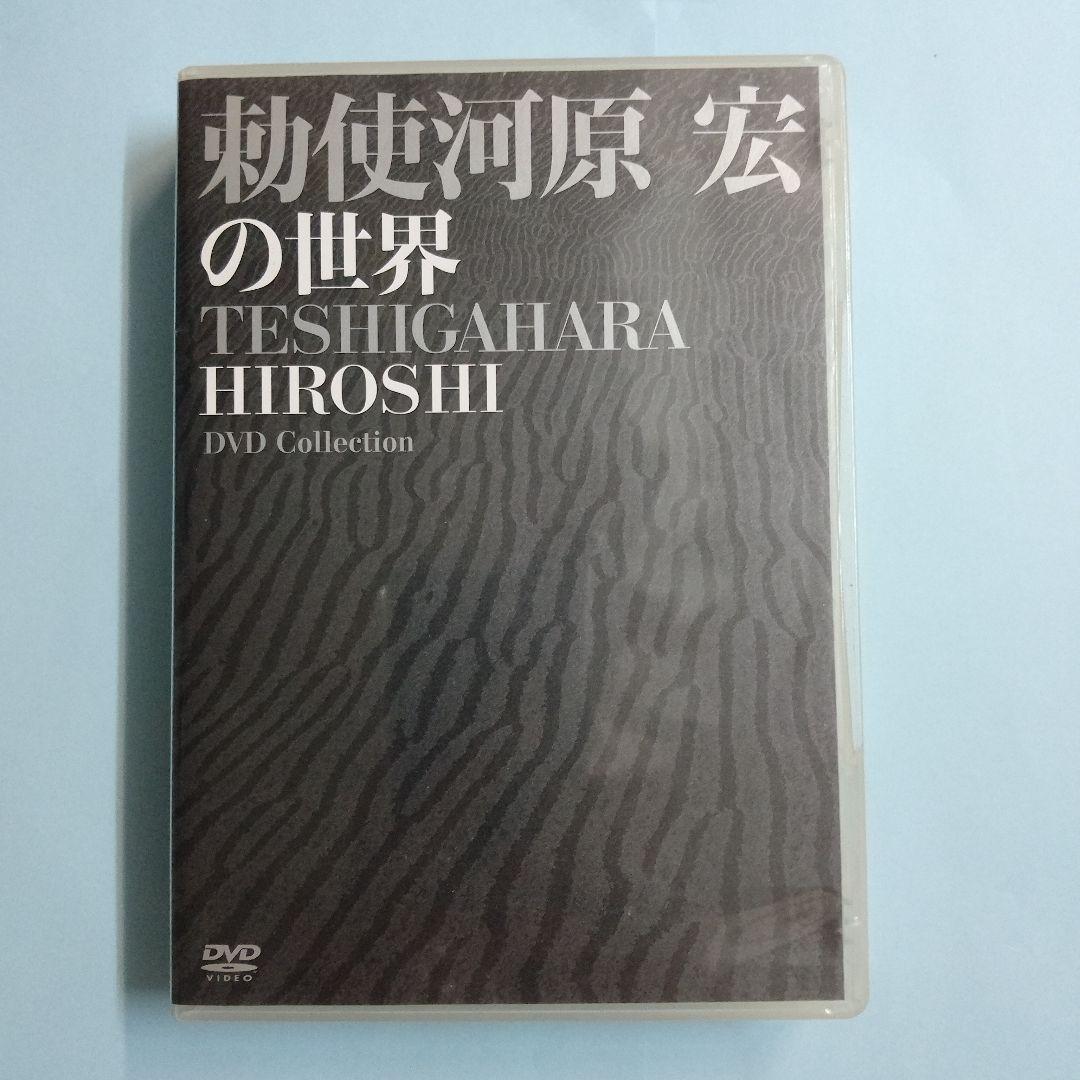 勅使河原 宏
の世界
TESHIGAHARA
HIROSHI
DVD Collection
DVD
VIDEO